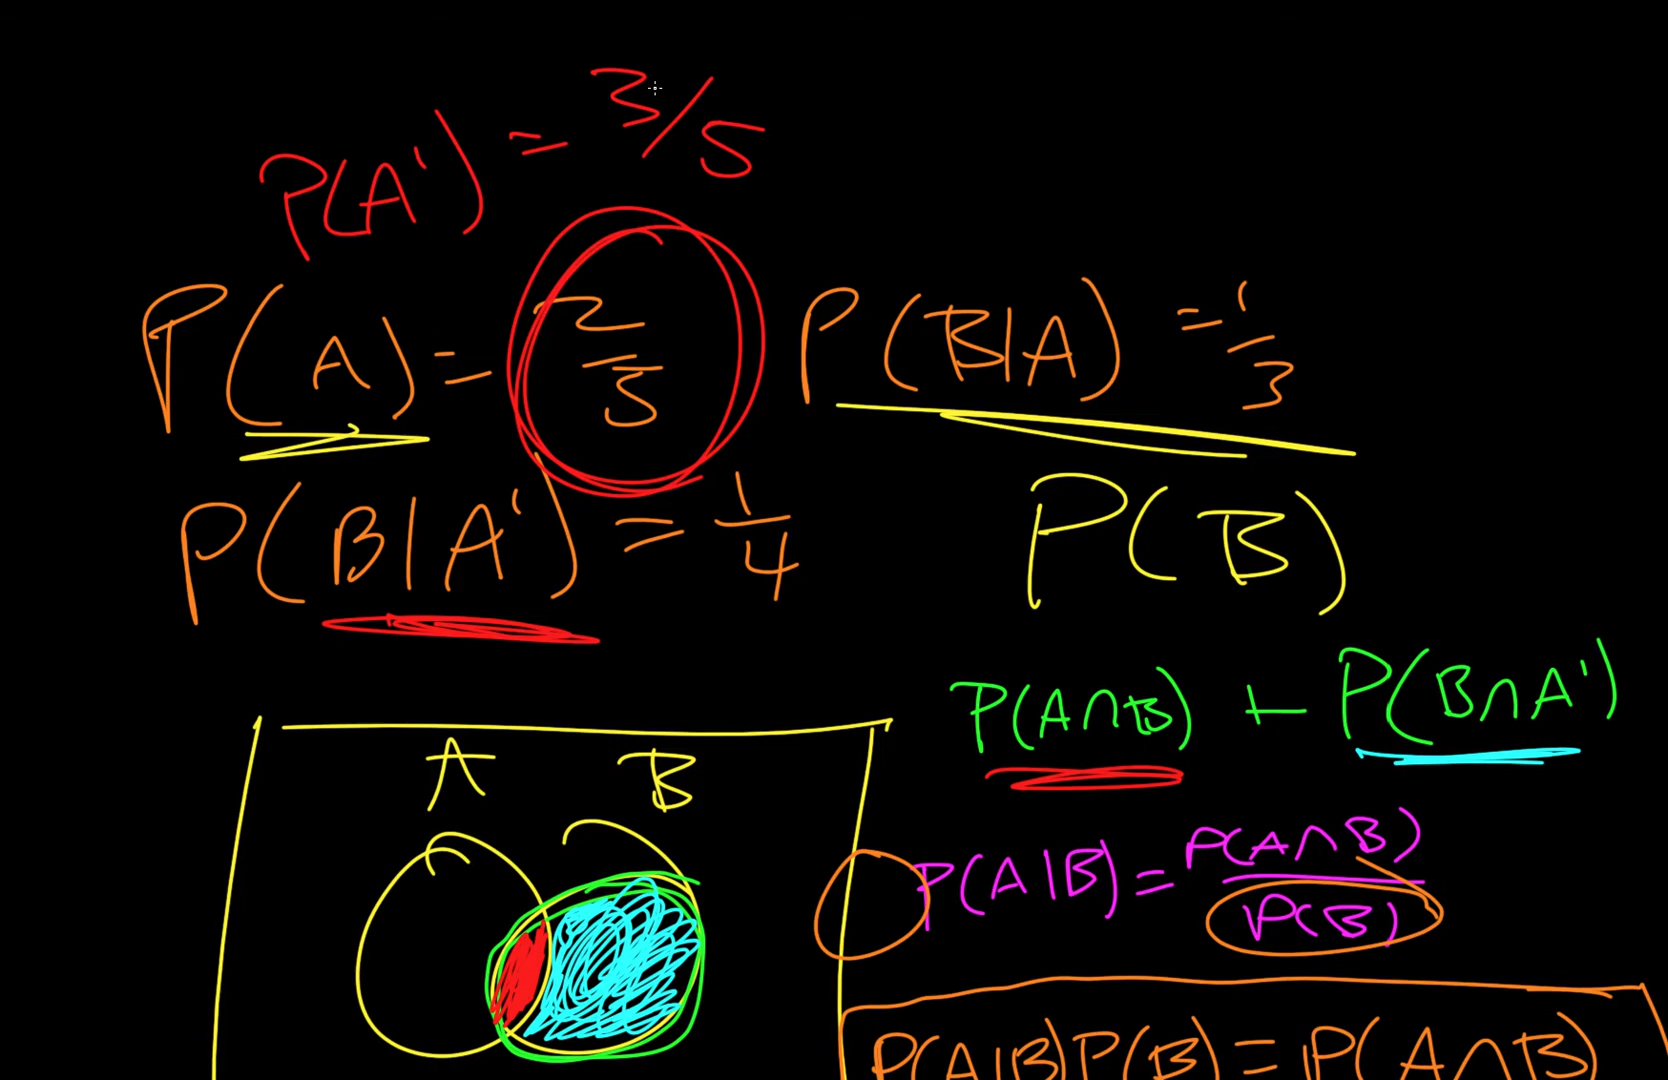 P(A') = 3/5
P(A) = 2/5 P(B|A) = 1/3
P(B|A') = 1/4 P(B)
P(A∩B) + P(B∩A')
A B
P(A|B) = P(A∩B)/P(B)
P(A|B)P(B) = P(A∩B)